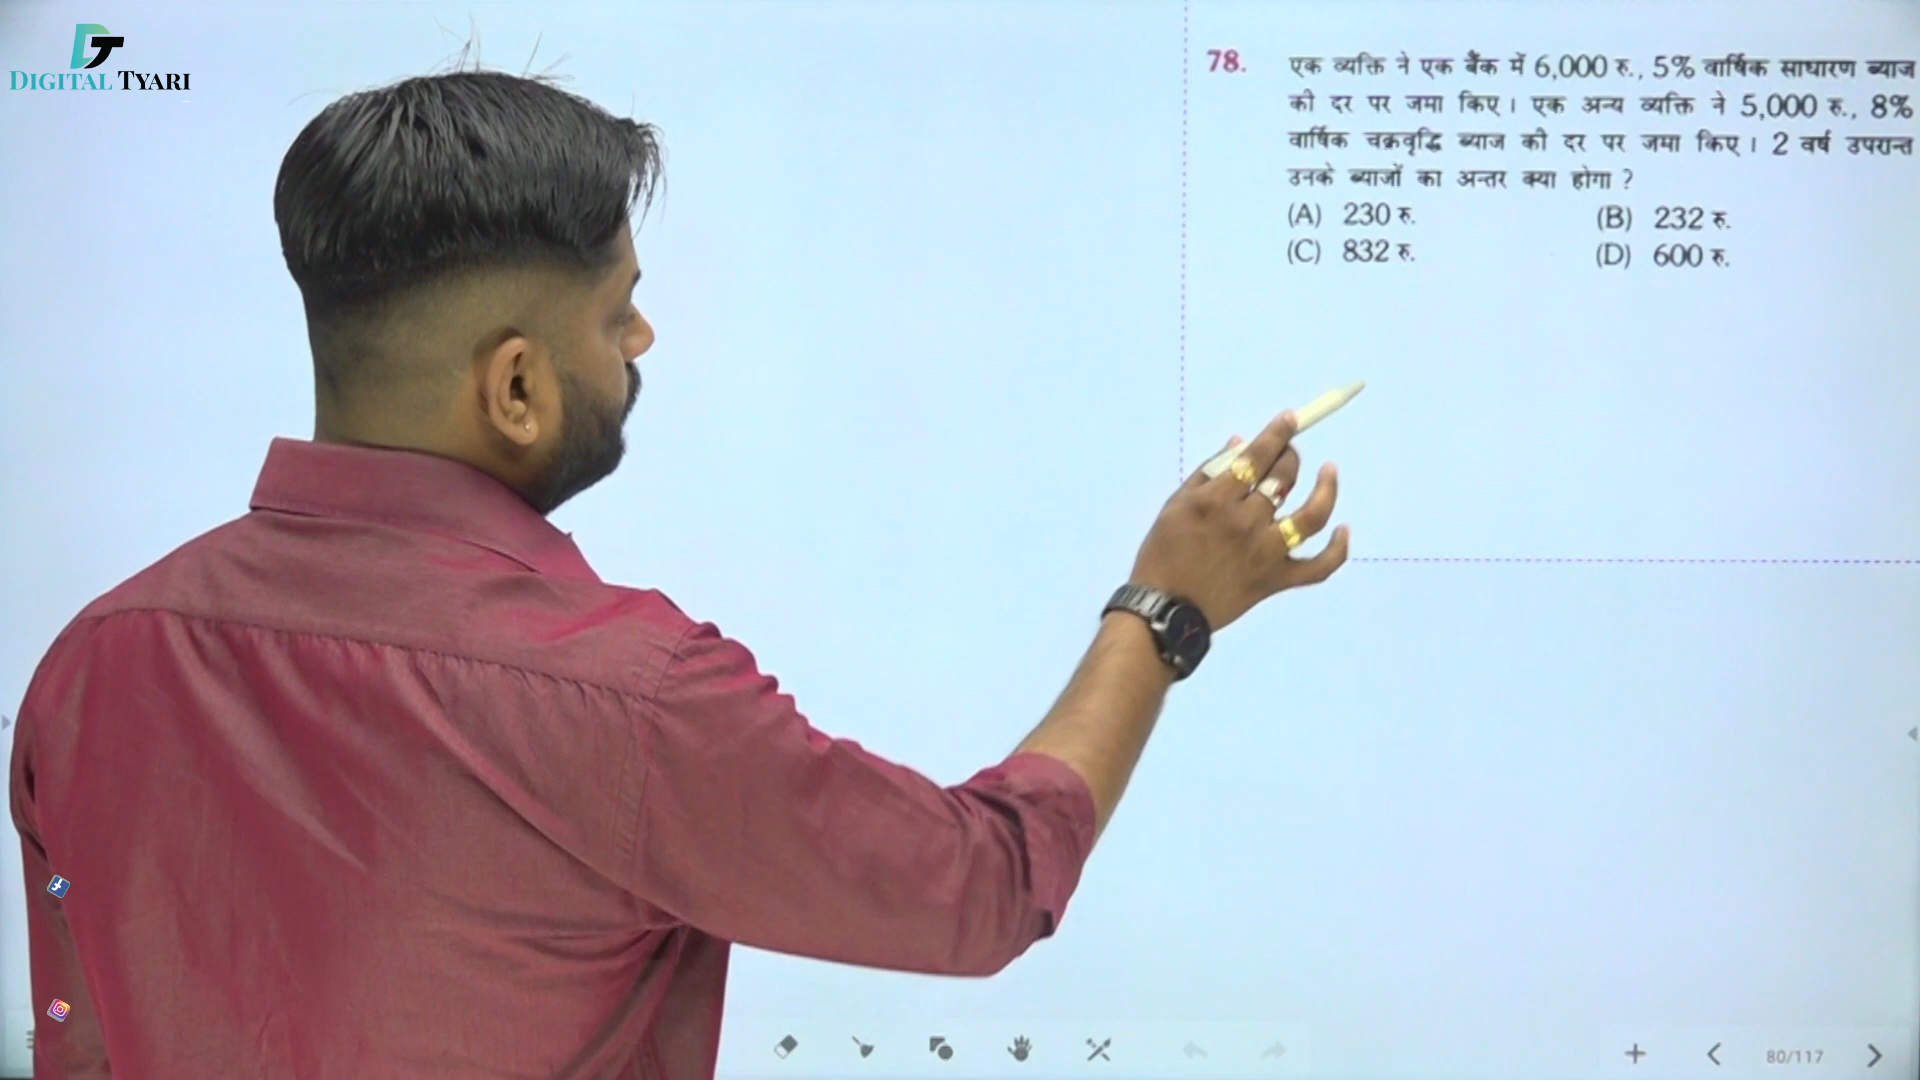 DIGITAL TYARI
78. एक व्यक्ति ने एक बैंक में 6,000 रु., 5% वार्षिक साधारण ब्याज
की दर पर जमा किए। एक अन्य व्यक्ति ने 5,000 रु., 8%
वार्षिक चक्रवृद्धि ब्याज की दर पर जमा किए। 2 वर्ष उपरान्त
उनके ब्याजों का अन्तर क्या होगा ?
(A) 230 रु. (B) 232 रु.
(C) 832 रु. (D) 600 रु.
80/117